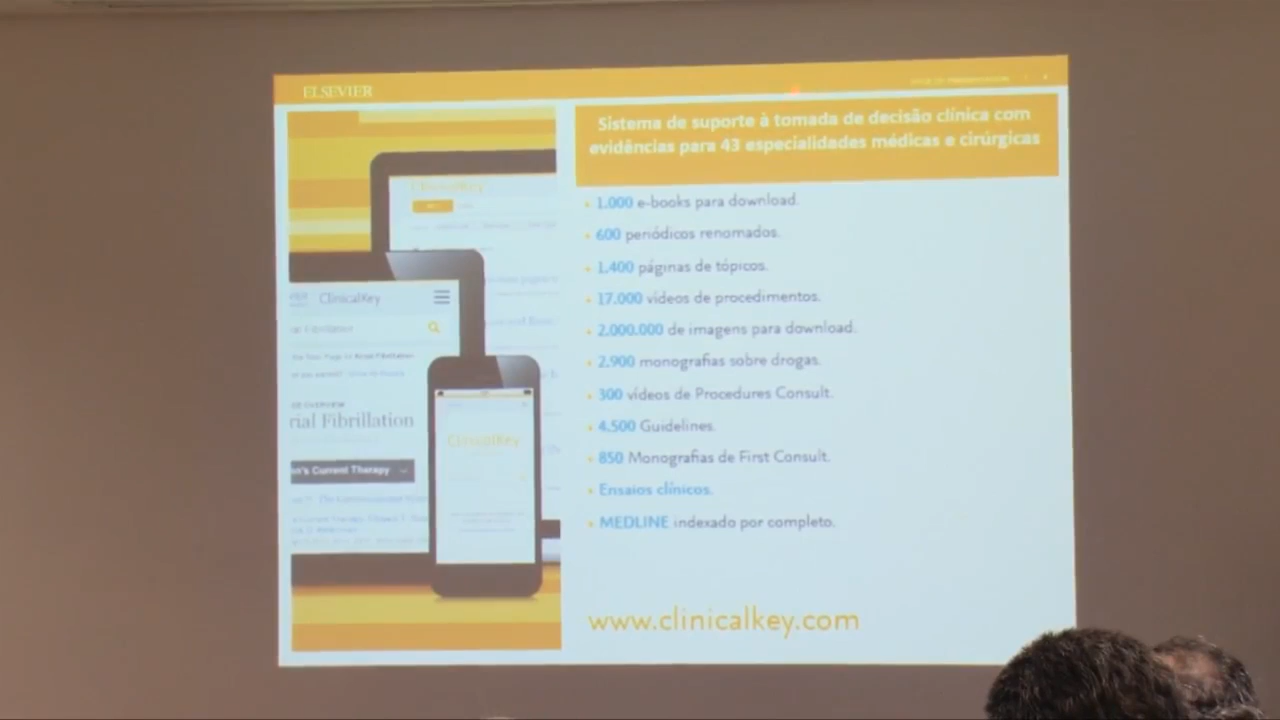 ELSEVIER
Sistema de suporte à tomada de decisão clínica com
evidências para 43 especialidades médicas e cirúrgicas
1.000 e-books para download.
600 periódicos renomados.
1.400 páginas de tópicos.
17.000 vídeos de procedimentos.
2.000.000 de imagens para download.
2.900 monografias sobre drogas.
300 vídeos de Procedures Consult.
4.500 Guidelines.
850 Monografias de First Consult.
Ensaios clínicos.
MEDLINE indexado por completo.
www.clinicalkey.com
ClinicalKey
ClinicalKey
rial Fibrillation
n's Current Therapy
ClinicalKey